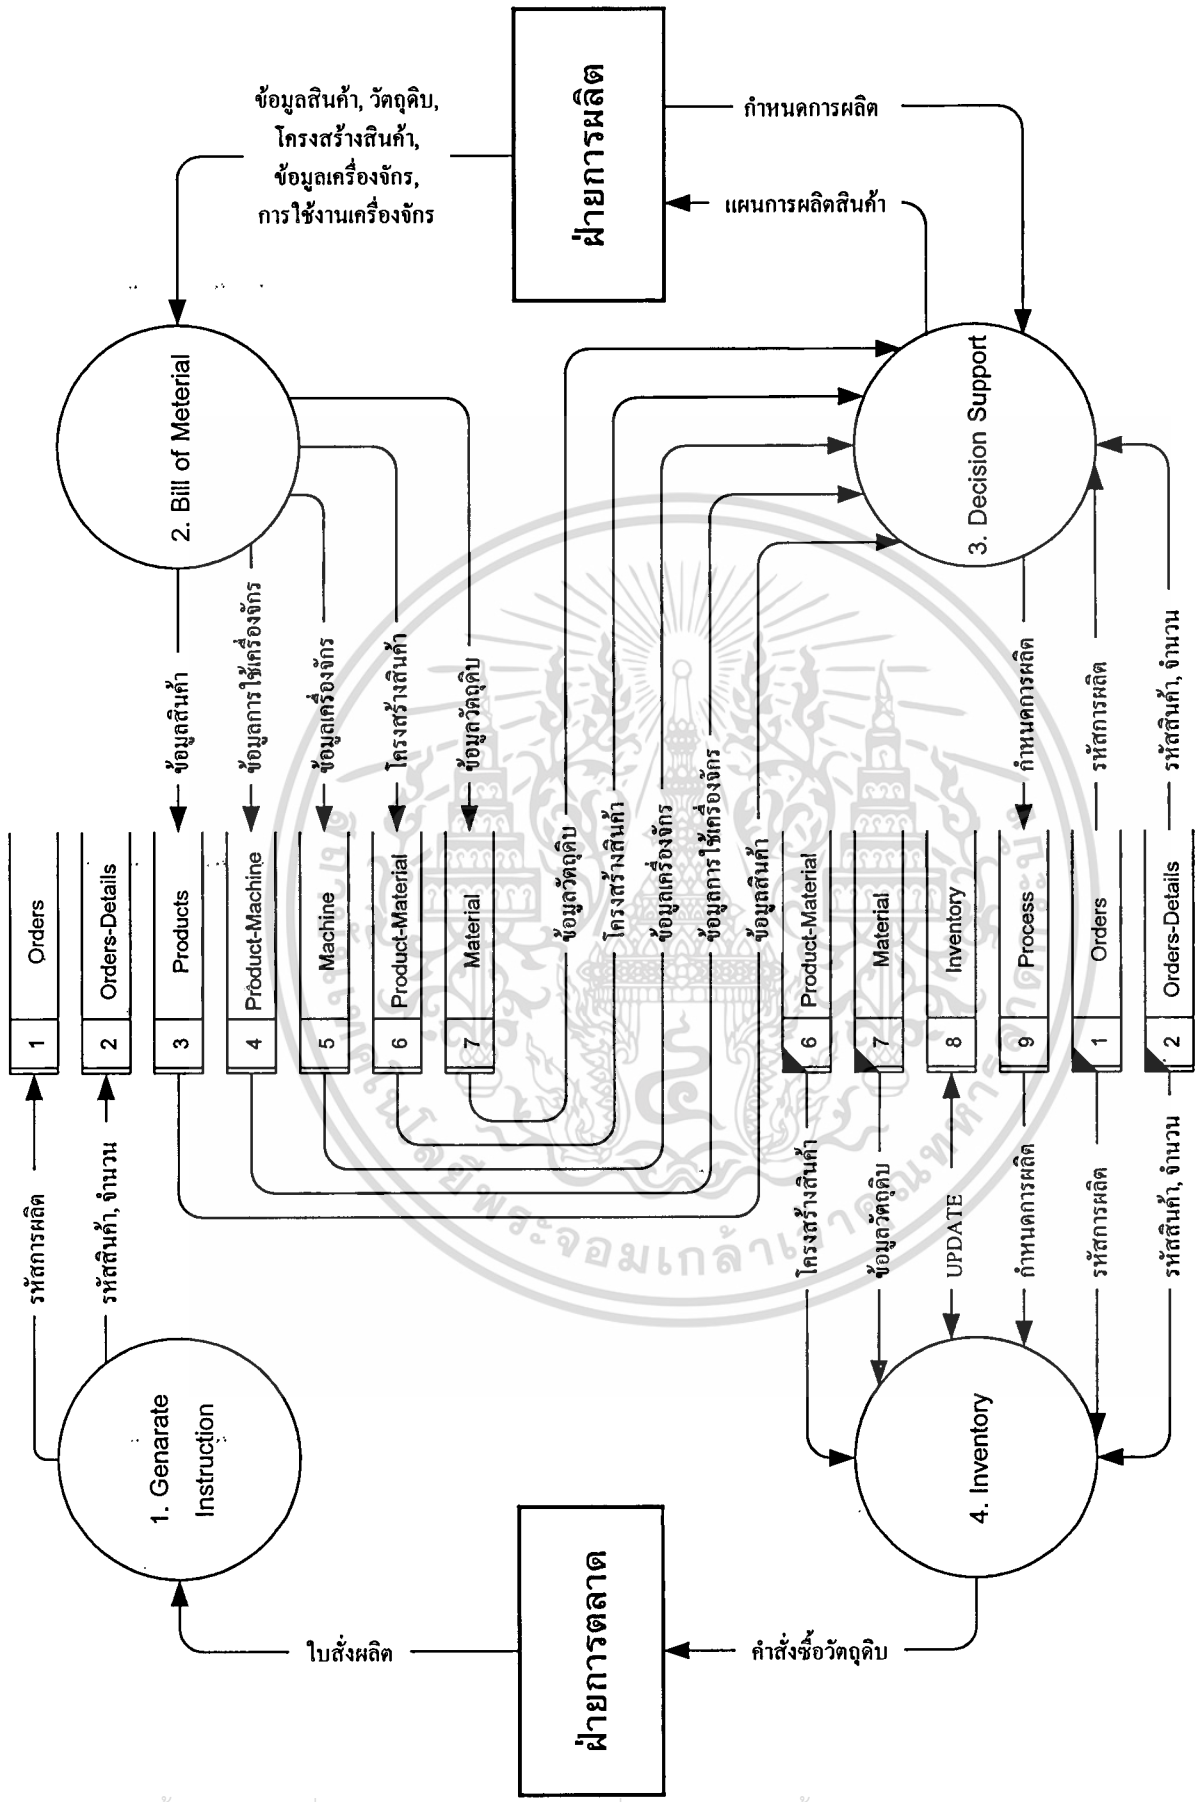 ข้อมูลสินค้า, วัตถุดิบ,
โครงสร้างสินค้า,
ข้อมูลเครื่องจักร,
การใช้งานเครื่องจักร
ฝ่ายการผลิต
กำหนดการผลิต
แผนการผลิตสินค้า
2. Bill of Meterial
3. Decision Support
ข้อมูลสินค้า
ข้อมูลการใช้เครื่องจักร
ข้อมูลเครื่องจักร
โครงสร้างสินค้า
ข้อมูลวัตถุดิบ
กำหนดการผลิต
รหัสการผลิต
รหัสสินค้า, จำนวน
1 Orders
2 Orders-Details
3 Products
4 Product-Machine
5 Machine
6 Product-Material
7 Material
ข้อมูลวัตถุดิบ
โครงสร้างสินค้า
ข้อมูลเครื่องจักร
ข้อมูลการใช้เครื่องจักร
ข้อมูลสินค้า
6 Product-Material
7 Material
8 Inventory
9 Process
1 Orders
2 Orders-Details
รหัสการผลิต
รหัสสินค้า, จำนวน
โครงสร้างสินค้า
ข้อมูลวัตถุดิบ
UPDATE
กำหนดการผลิต
รหัสการผลิต
รหัสสินค้า, จำนวน
1. Genarate
Instruction
4. Inventory
ใบสั่งผลิต
ฝ่ายการตลาด
คำสั่งซื้อวัตถุดิบ